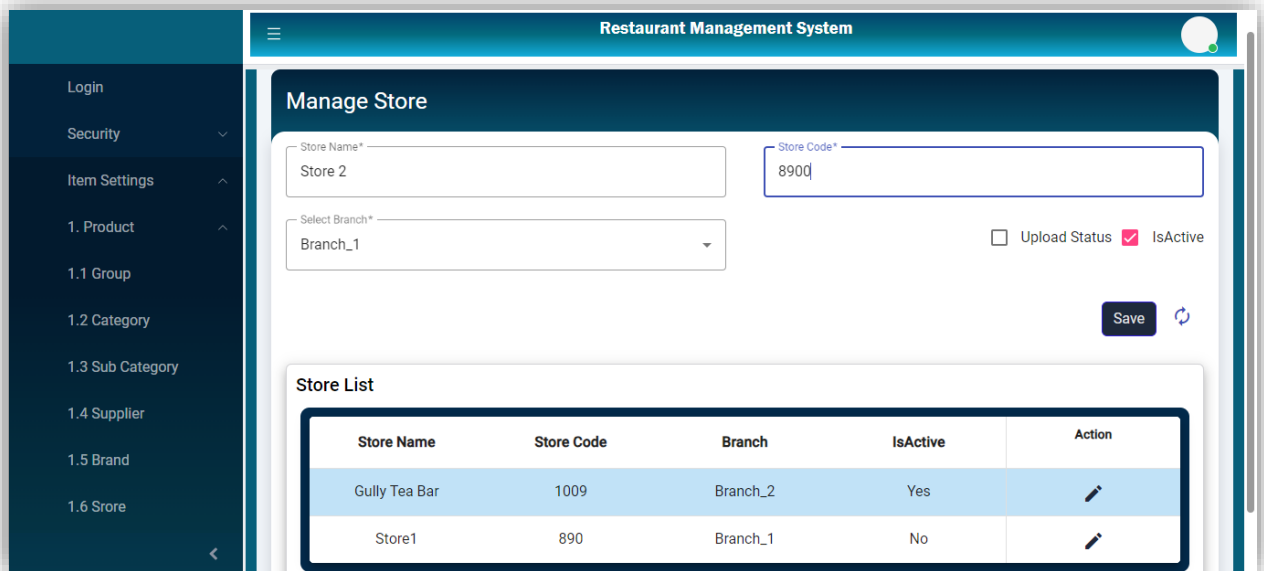 Restaurant Management System
Login
Security
Item Settings
1. Product
1.1 Group
1.2 Category
1.3 Sub Category
1.4 Supplier
1.5 Brand
1.6 Srore
Manage Store
Store Name*
Store 2
Store Code*
8900
Select Branch*
Branch_1
Upload Status IsActive
Save
Store List
Store Name Store Code Branch IsActive Action
Gully Tea Bar 1009 Branch_2 Yes
Store1 890 Branch_1 No